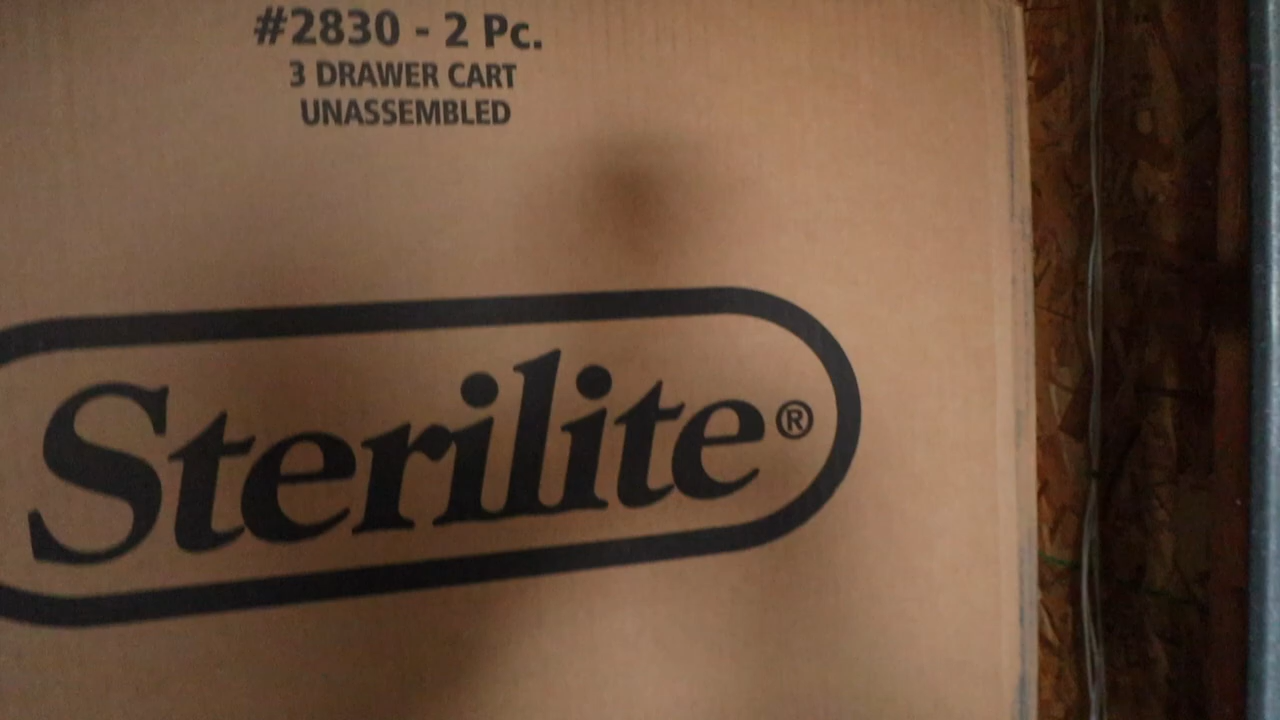 #2830 - 2 Pc.
3 DRAWER CART
UNASSEMBLED
Sterilite®